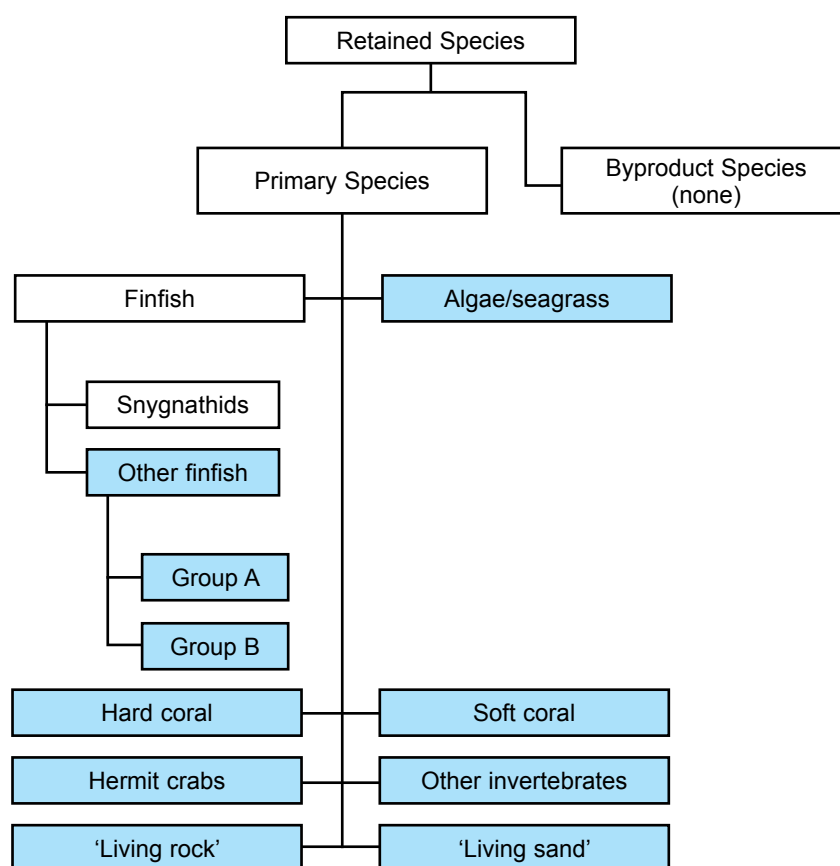 Retained Species
Primary Species
Byproduct Species
(none)
Finfish
Algae/seagrass
Snygnathids
Other finfish
Group A
Group B
Hard coral
Soft coral
Hermit crabs
Other invertebrates
‘Living rock’
‘Living sand’